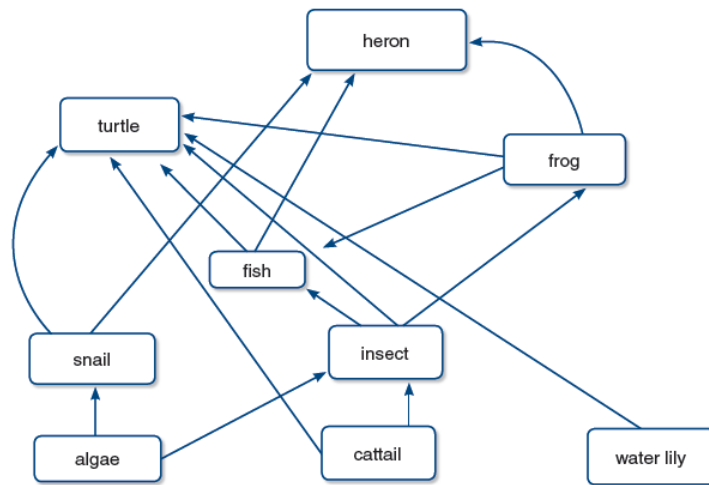 heron
turtle
frog
fish
snail
insect
algae
cattail
water lily